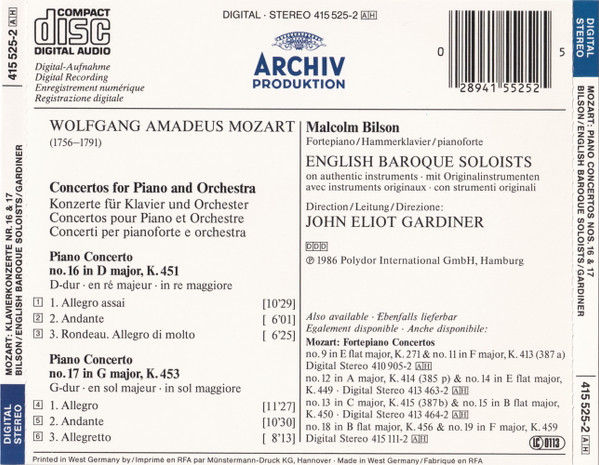 415 525-2 AH
MOZART: KLAVIERKONZERTE NR. 16 & 17
BILSON/ENGLISH BAROQUE SOLOISTS/GARDINER
DIGITAL
STEREO
COMPACT
disc
DIGITAL AUDIO
Digital-Aufnahme
Digital Recording
Enregistrement numérique
Registrazione digitale
DIGITAL · STEREO 415 525-2 AH
ARCHIV
PRODUKTION
0
28941 55252
5
WOLFGANG AMADEUS MOZART
(1756–1791)
Concertos for Piano and Orchestra
Konzerte für Klavier und Orchester
Concertos pour Piano et Orchestre
Concerti per pianoforte e orchestra
Piano Concerto
no. 16 in D major, K. 451
D-dur · en ré majeur · in re maggiore
1 1. Allegro assai [10'29]
2 2. Andante [ 6'01]
3 3. Rondeau. Allegro di molto [ 6'25]
Piano Concerto
no. 17 in G major, K. 453
G-dur · en sol majeur · in sol maggiore
4 1. Allegro [11'27]
5 2. Andante [10'30]
6 3. Allegretto [ 8'13]
Malcolm Bilson
Fortepiano/Hammerklavier/pianoforte
ENGLISH BAROQUE SOLOISTS
on authentic instruments · mit Originalinstrumenten
avec instruments originaux · con strumenti originali
Direction/Leitung/Direzione:
JOHN ELIOT GARDINER
DDD
℗ 1986 Polydor International GmbH, Hamburg
Also available · Ebenfalls lieferbar
Egalement disponible · Anche disponibile:
Mozart: Fortepiano Concertos
no. 9 in E flat major, K. 271 & no. 11 in F major, K. 413 (387 a)
Digital Stereo 410 905-2 AH
no. 12 in A major, K. 414 (385 p) & no. 14 in E flat major,
K. 449 · Digital Stereo 413 463-2 AH
no. 13 in C major, K. 415 (387 b) & no. 15 in B flat major,
K. 450 · Digital Stereo 413 464-2 AH
no. 18 in B flat major, K. 456 & no. 19 in F major, K. 459
Digital Stereo 415 111-2 AH
LC 0113
Printed in West Germany by/Imprimé en RFA par Münstermann-Druck KG, Hannover · Made in West Germany/Fabriqué en RFA
DIGITAL
STEREO
MOZART: PIANO CONCERTOS NOS. 16 & 17
BILSON/ENGLISH BAROQUE SOLOISTS/GARDINER
415 525-2 AH